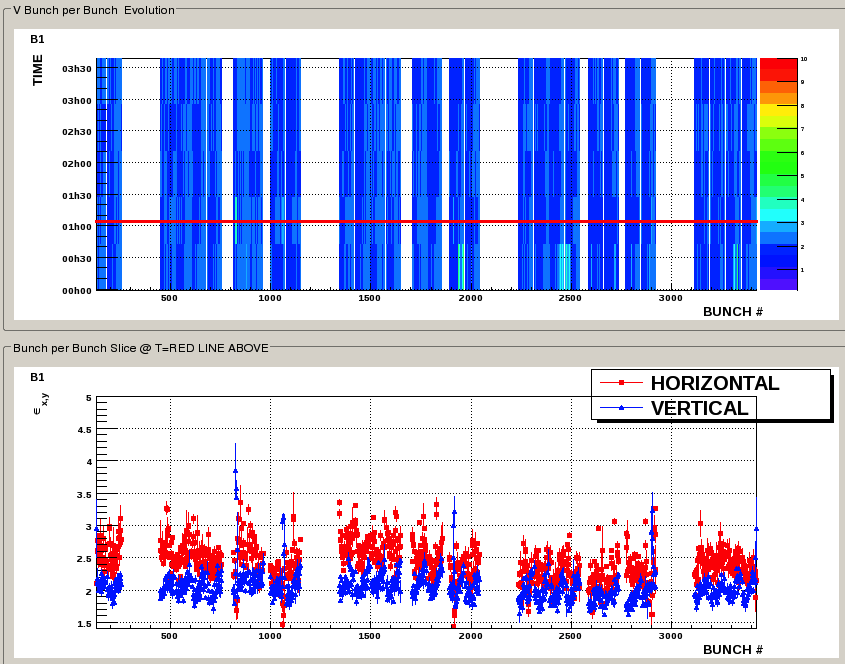 V Bunch per Bunch Evolution
B1
TIME
03h30
03h00
02h30
02h00
01h30
01h00
00h30
00h00
500 1000 1500 2000 2500 3000
BUNCH #
10
9
8
7
6
5
4
3
2
1
Bunch per Bunch Slice @ T=RED LINE ABOVE
B1
HORIZONTAL
VERTICAL
ϵ x,y
5
4.5
4
3.5
3
2.5
2
1.5
500 1000 1500 2000 2500 3000
BUNCH #